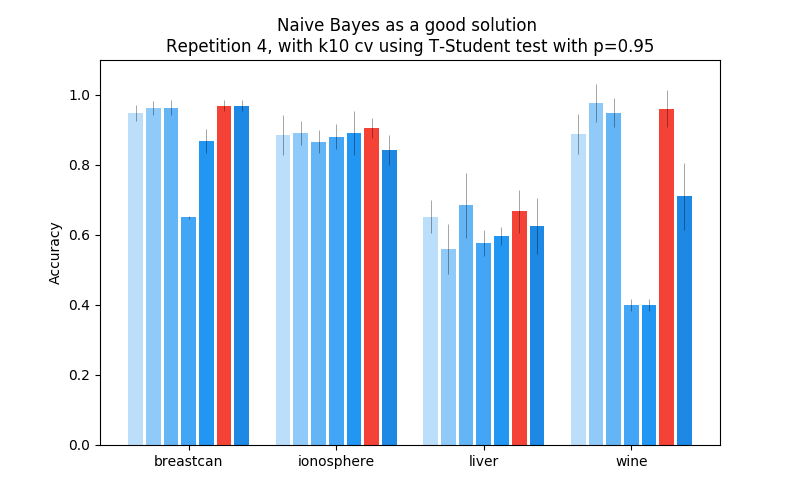 Naive Bayes as a good solution
Repetition 4, with k10 cv using T-Student test with p=0.95
Accuracy
1.0
0.8
0.6
0.4
0.2
0.0
breastcan
ionosphere
liver
wine